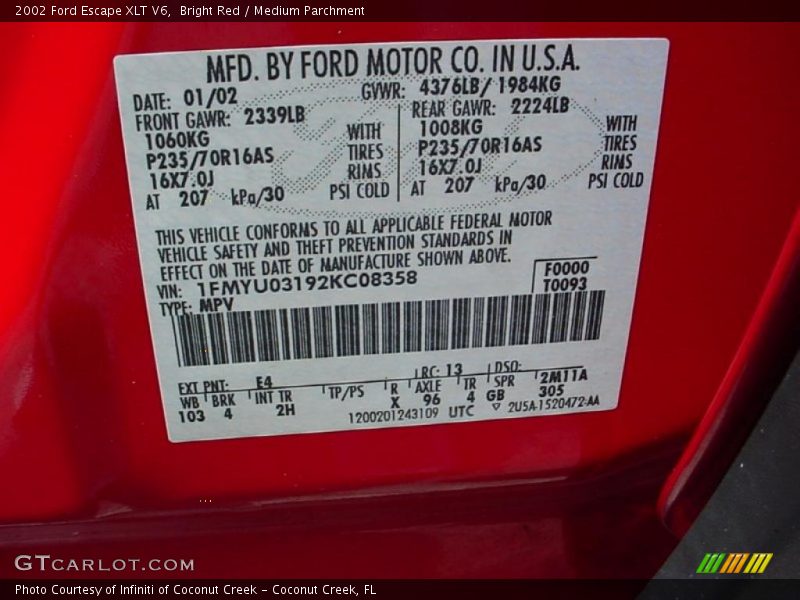 2002 Ford Escape XLT V6,  Bright Red / Medium Parchment
MFD. BY FORD MOTOR CO. IN U.S.A.
DATE: 01/02 GVWR: 4376LB/ 1984KG
FRONT GAWR: 2339LB REAR GAWR: 2224LB
1060KG WITH 1008KG WITH
P235/70R16AS TIRES P235/70R16AS TIRES
16X7.0J RIMS 16X7.0J RIMS
AT 207 kPa/30 PSI COLD AT 207 kPa/30 PSI COLD
THIS VEHICLE CONFORMS TO ALL APPLICABLE FEDERAL MOTOR
VEHICLE SAFETY AND THEFT PREVENTION STANDARDS IN
EFFECT ON THE DATE OF MANUFACTURE SHOWN ABOVE.
VIN: 1FMYU03192KC08358 F0000
TYPE: MPV T0093
EXT PNT: E4 RC: 13 DSO:
WB BRK INT TR TP/PS R AXLE TR SPR 2M11A
103 4 2H X 96 4 GB 305
1200201243109 UTC ▽ 2U5A-1520472-AA
GTCARLOT.COM
Photo Courtesy of Infiniti of Coconut Creek – Coconut Creek, FL